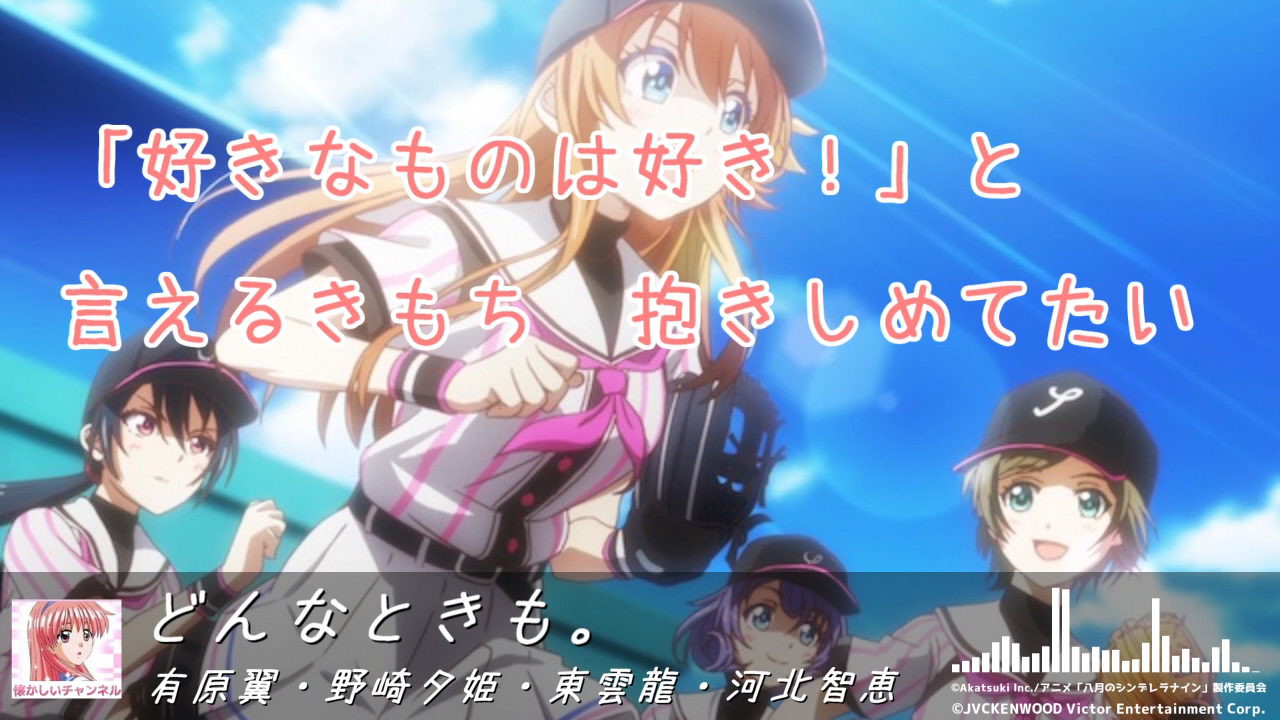 「好きなものは好き！」と
言えるきもち　抱きしめてたい
どんなときも。
有原翼・野崎夕姫・東雲龍・河北智恵
懐かしいチャンネル
©Akatsuki Inc./アニメ「八月のシンデレラナイン」製作委員会
©JVCKENWOOD Victor Entertainment Corp.